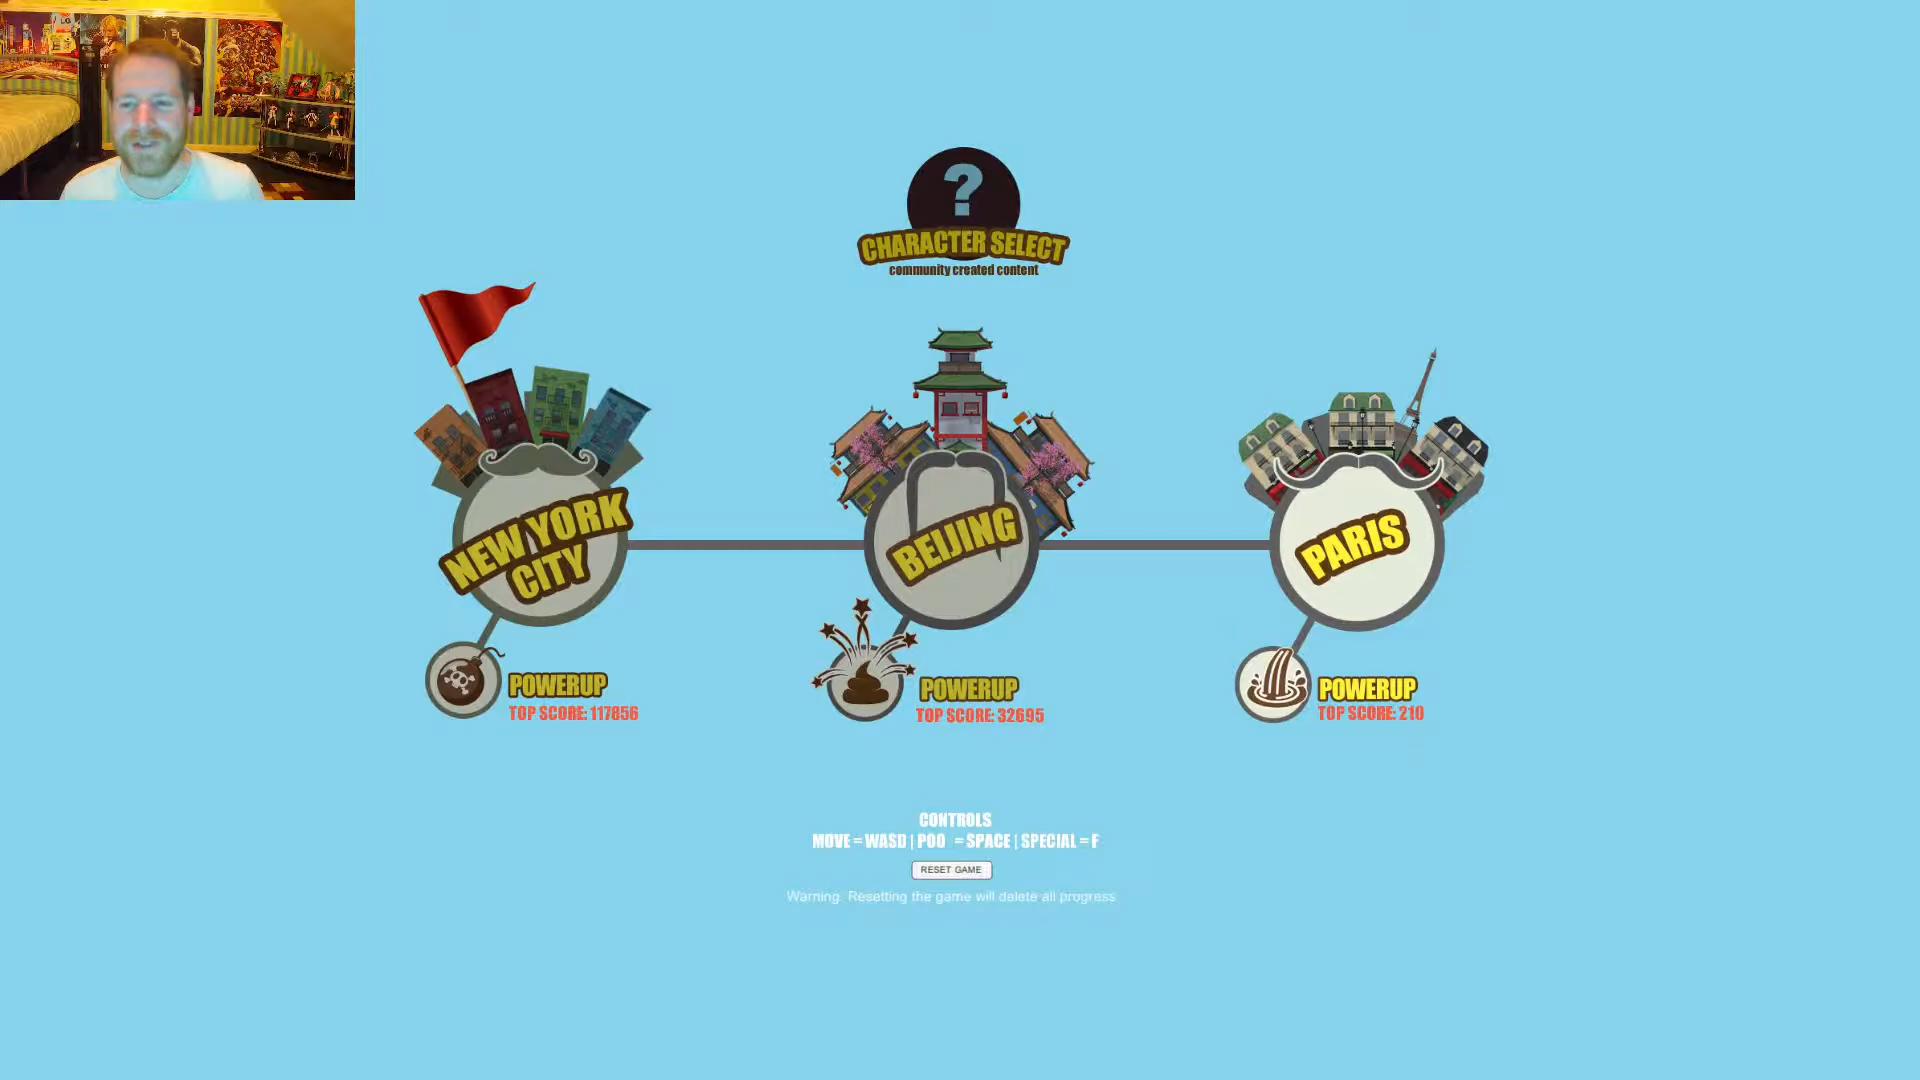 ?
CHARACTER SELECT
community created content
NEW YORK
CITY
BEIJING
PARIS
POWERUP
TOP SCORE: 117856
POWERUP
TOP SCORE: 32695
POWERUP
TOP SCORE: 210
CONTROLS
MOVE = WASD | POO = SPACE | SPECIAL = F
RESET GAME
Warning: Resetting the game will delete all progress